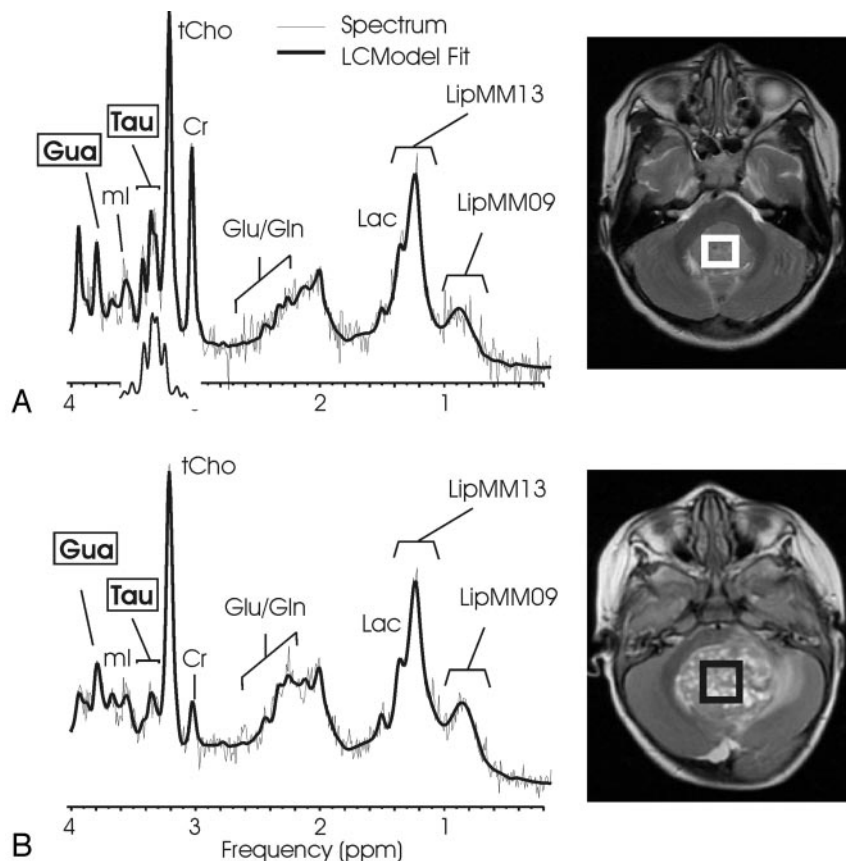 tCho
Spectrum
LCModel Fit
LipMM13
Tau
Cr
Gua
mI
LipMM09
Lac
Glu/Gln
A
4
2
1
tCho
LipMM13
Gua
Tau
Glu/Gln
LipMM09
mI
Lac
Cr
4
3
2
1
B
Frequency (ppm)